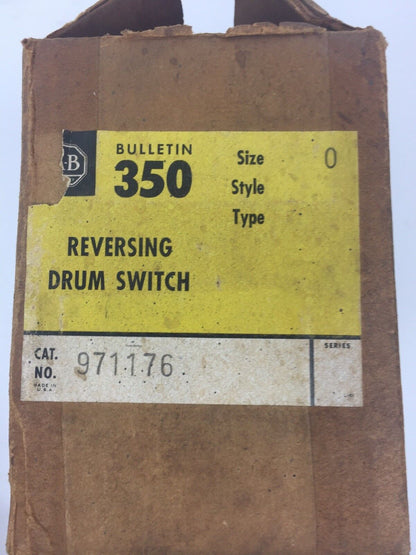 -B
BULLETIN
350
Size 0
Style
Type
REVERSING
DRUM SWITCH
CAT.
NO. 971176
MADE IN
U.S.A.
SERIES